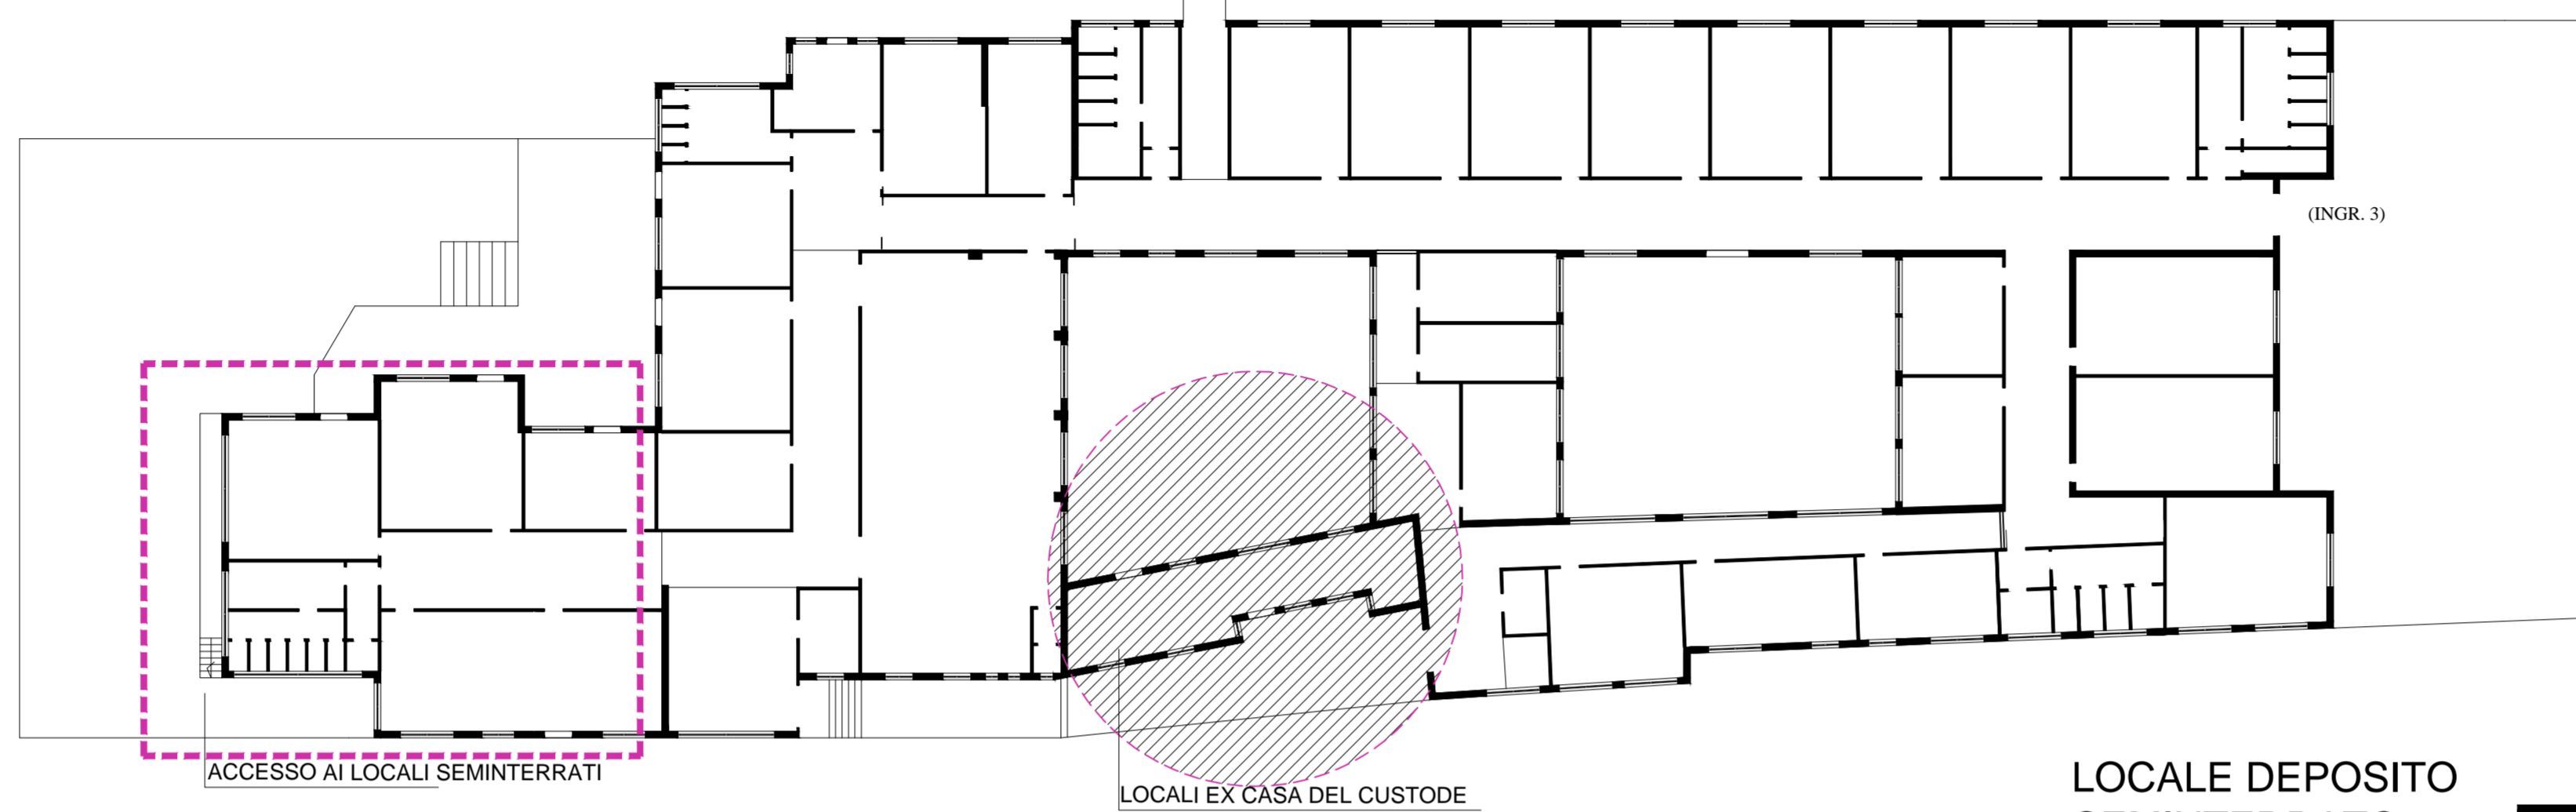 (INGR. 3)
ACCESSO AI LOCALI SEMINTERRATI
LOCALI EX CASA DEL CUSTODE
LOCALE DEPOSITO